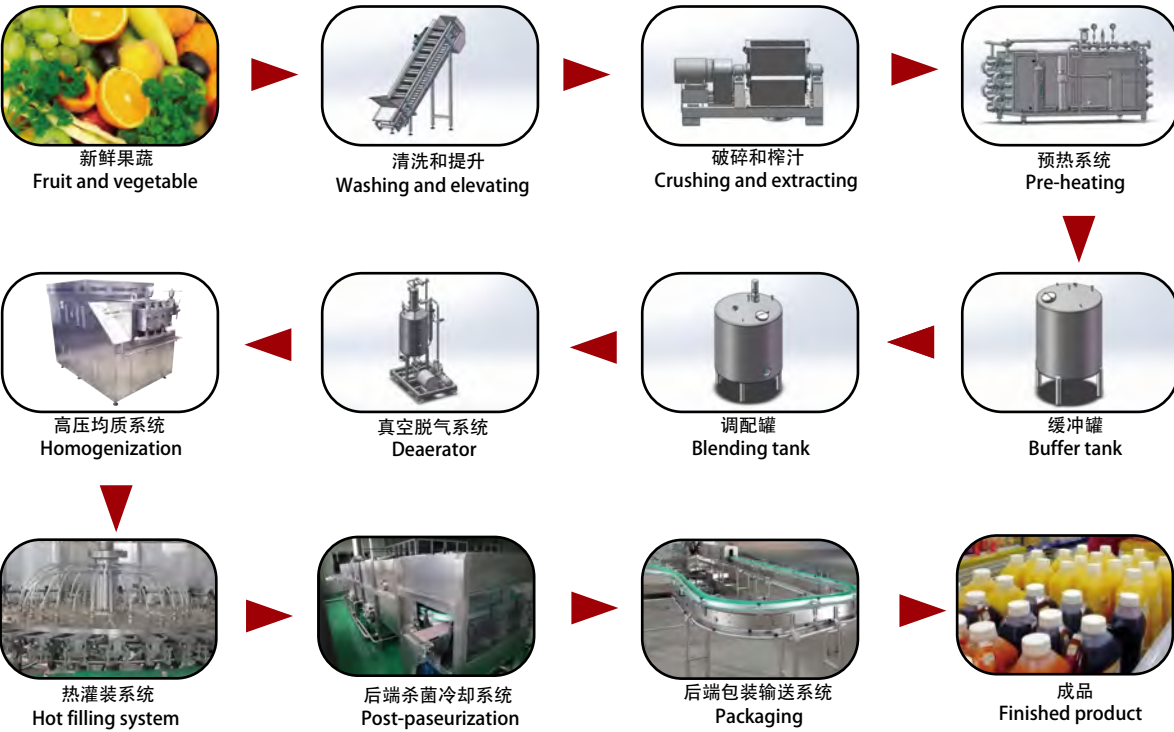 新鲜果蔬
Fruit and vegetable
清洗和提升
Washing and elevating
破碎和榨汁
Crushing and extracting
预热系统
Pre-heating
高压均质系统
Homogenization
真空脱气系统
Deaerator
调配罐
Blending tank
缓冲罐
Buffer tank
热灌装系统
Hot filling system
后端杀菌冷却系统
Post-paseurization
后端包装输送系统
Packaging
成品
Finished product